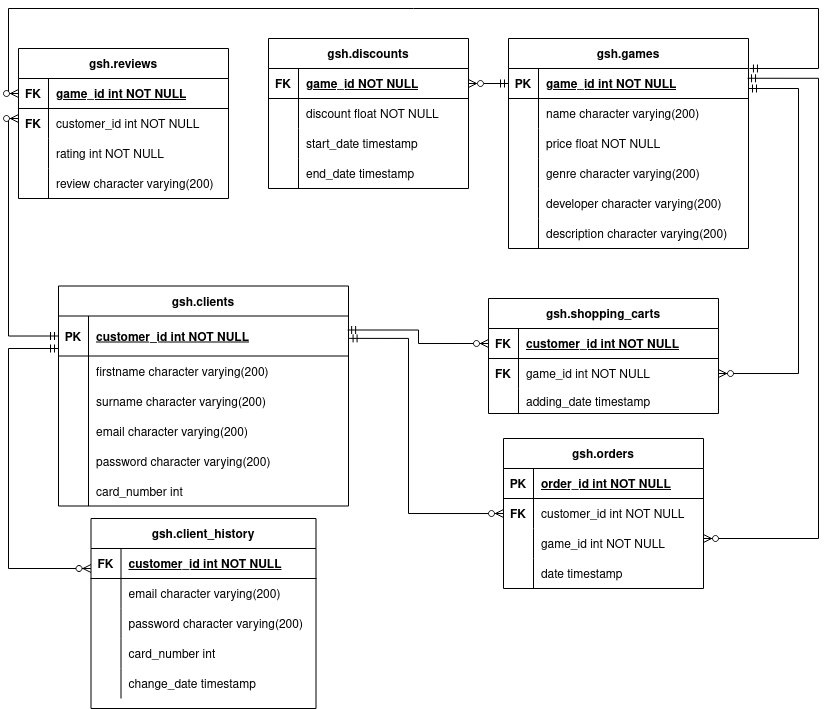 gsh.reviews
FK game_id int NOT NULL
FK customer_id int NOT NULL
rating int NOT NULL
review character varying(200)
gsh.discounts
FK game_id int NOT NULL
discount float NOT NULL
start_date timestamp
end_date timestamp
gsh.games
PK game_id int NOT NULL
name character varying(200)
price float NOT NULL
genre character varying(200)
developer character varying(200)
description character varying(200)
gsh.clients
PK customer_id int NOT NULL
firstname character varying(200)
surname character varying(200)
email character varying(200)
password character varying(200)
card_number int
gsh.shopping_carts
FK customer_id int NOT NULL
FK game_id int NOT NULL
adding_date timestamp
gsh.orders
PK order_id int NOT NULL
FK customer_id int NOT NULL
game_id int NOT NULL
date timestamp
gsh.client_history
FK customer_id int NOT NULL
email character varying(200)
password character varying(200)
card_number int
change_date timestamp